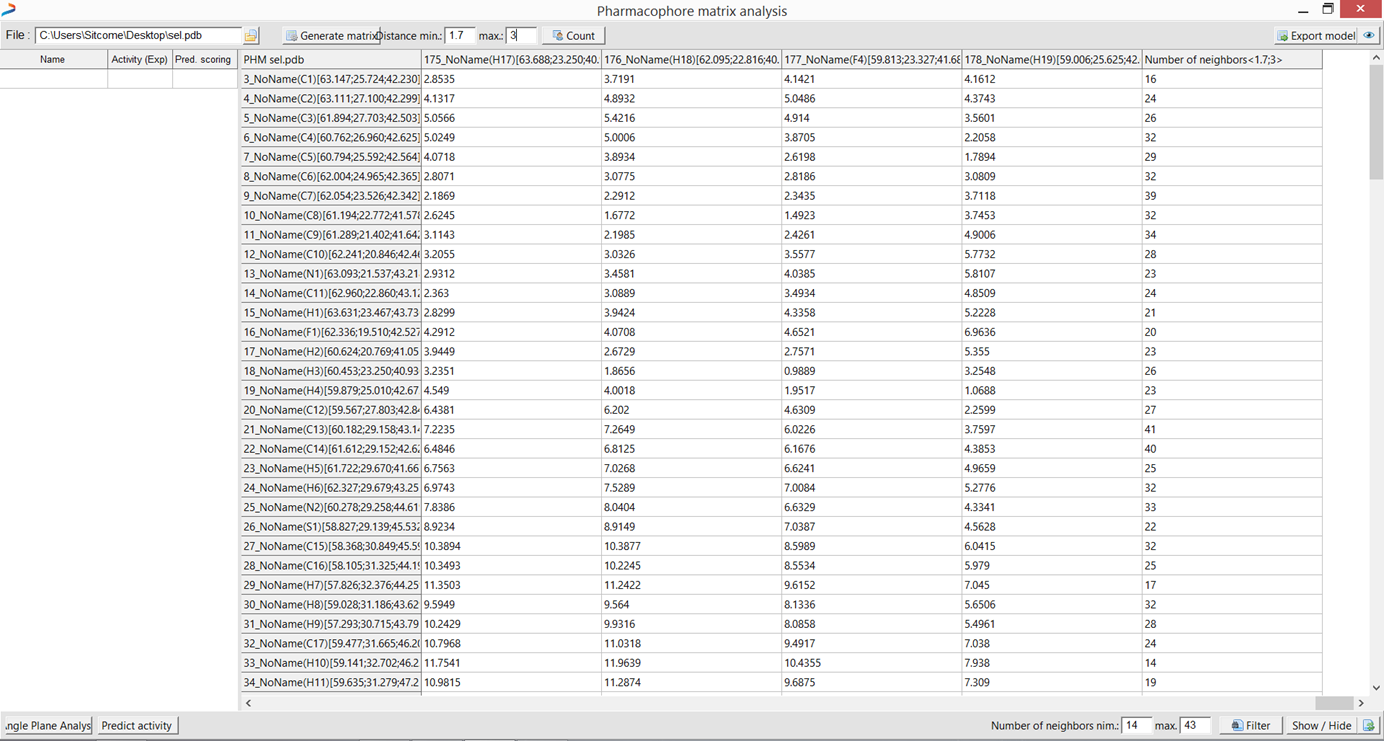 Pharmacophore matrix analysis
File : C:\Users\Sitcome\Desktop\sel.pdb Generate matrix Distance min.: 1.7 max.: 3 Count Export model
Name Activity (Exp) Pred. scoring PHM sel.pdb 175_NoName(H17)[63.688;23.250;40. 176_NoName(H18)[62.095;22.816;40. 177_NoName(F4)[59.813;23.327;41.68 178_NoName(H19)[59.006;25.625;42. Number of neighbors<1.7;3>
3_NoName(C1)[63.147;25.724;42.230] 2.8535 3.7191 4.1421 4.1612 16
4_NoName(C2)[63.111;27.100;42.299] 4.1317 4.8932 5.0486 4.3743 24
5_NoName(C3)[61.894;27.703;42.503] 5.0566 5.4216 4.914 3.5601 26
6_NoName(C4)[60.762;26.960;42.625] 5.0249 5.0006 3.8705 2.2058 32
7_NoName(C5)[60.794;25.592;42.564] 4.0718 3.8934 2.6198 1.7894 29
8_NoName(C6)[62.004;24.965;42.365] 2.8071 3.0775 2.8186 3.0809 32
9_NoName(C7)[62.054;23.526;42.342] 2.1869 2.2912 2.3435 3.7118 39
10_NoName(C8)[61.194;22.772;41.578 2.6245 1.6772 1.4923 3.7453 32
11_NoName(C9)[61.289;21.402;41.642 3.1143 2.1985 2.4261 4.9006 34
12_NoName(C10)[62.241;20.846;42.46 3.2055 3.0326 3.5577 5.7732 28
13_NoName(N1)[63.093;21.537;43.21 2.9312 3.4581 4.0385 5.8107 23
14_NoName(C11)[62.960;22.860;43.12 2.363 3.0889 3.4934 4.8509 24
15_NoName(H1)[63.631;23.467;43.73 2.8299 3.9424 4.3358 5.2228 21
16_NoName(F1)[62.336;19.510;42.527 4.2912 4.0708 4.6521 6.9636 20
17_NoName(H2)[60.624;20.769;41.05 3.9449 2.6729 2.7571 5.355 23
18_NoName(H3)[60.453;23.250;40.93 3.2351 1.8656 0.9889 3.2548 26
19_NoName(H4)[59.879;25.010;42.67 4.549 4.0018 1.9517 1.0688 23
20_NoName(C12)[59.567;27.803;42.84 6.4381 6.202 4.6309 2.2599 27
21_NoName(C13)[60.182;29.158;43.14 7.2235 7.2649 6.0226 3.7597 41
22_NoName(C14)[61.612;29.152;42.62 6.4846 6.8125 6.1676 4.3853 40
23_NoName(H5)[61.722;29.670;41.66 6.7563 7.0268 6.6241 4.9659 25
24_NoName(H6)[62.327;29.679;43.25 6.9743 7.5289 7.0084 5.2776 32
25_NoName(N2)[60.278;29.258;44.61 7.8386 8.0404 6.6329 4.3341 33
26_NoName(S1)[58.827;29.139;45.532 8.9234 8.9149 7.0387 4.5628 22
27_NoName(C15)[58.368;30.849;45.59 10.3894 10.3877 8.5989 6.0415 32
28_NoName(C16)[58.105;31.325;44.19 10.3493 10.2245 8.5534 5.979 25
29_NoName(H7)[57.826;32.376;44.25 11.3503 11.2422 9.6152 7.045 17
30_NoName(H8)[59.028;31.186;43.62 9.5949 9.564 8.1336 5.6506 32
31_NoName(H9)[57.293;30.715;43.79 10.2429 9.9316 8.0858 5.4961 28
32_NoName(C17)[59.477;31.665;46.20 10.7968 11.0318 9.4917 7.038 24
33_NoName(H10)[59.141;32.702;46.2 11.7541 11.9639 10.4355 7.938 14
34_NoName(H11)[59.635;31.279;47.2 10.9815 11.2874 9.6875 7.309 19
ngle Plane Analys Predict activity Number of neighbors nim.: 14 max. 43 Filter Show / Hide